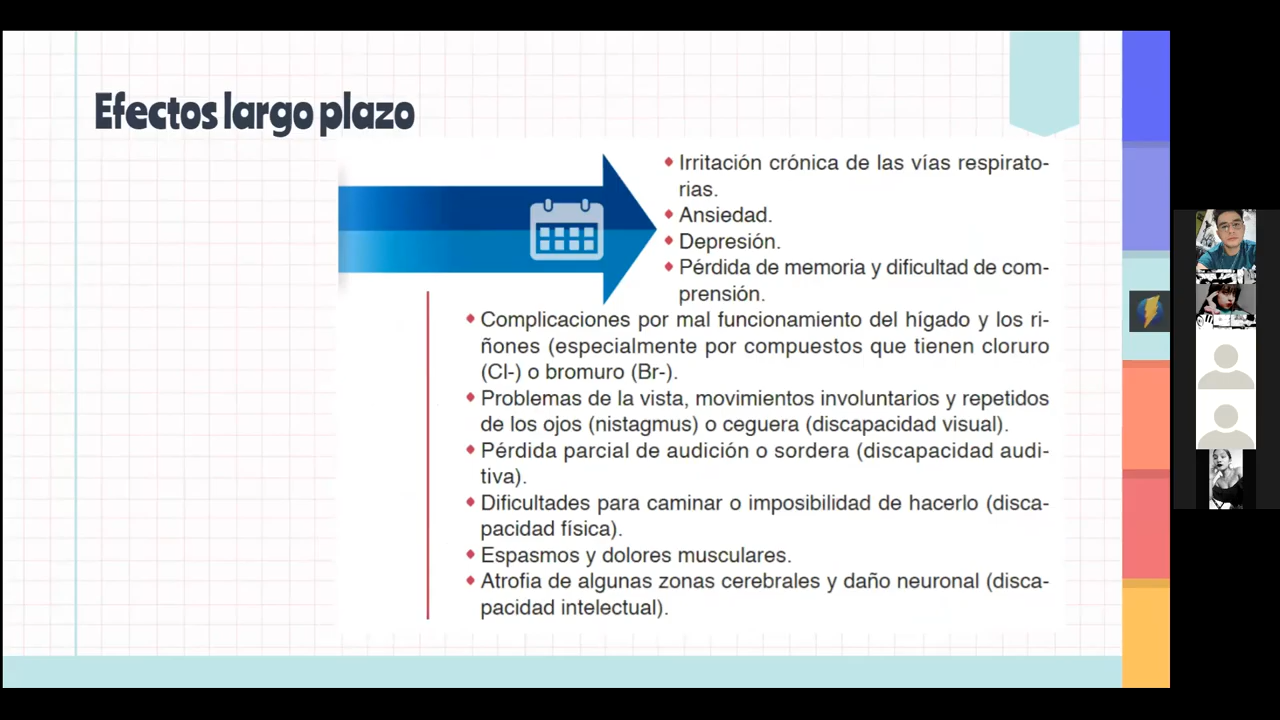 Efectos largo plazo
Irritación crónica de las vías respirato-
rias.
Ansiedad.
Depresión.
Pérdida de memoria y dificultad de com-
prensión.
Complicaciones por mal funcionamiento del hígado y los ri-
ñones (especialmente por compuestos que tienen cloruro
(Cl-) o bromuro (Br-).
Problemas de la vista, movimientos involuntarios y repetidos
de los ojos (nistagmus) o ceguera (discapacidad visual).
Pérdida parcial de audición o sordera (discapacidad audi-
tiva).
Dificultades para caminar o imposibilidad de hacerlo (disca-
pacidad física).
Espasmos y dolores musculares.
Atrofia de algunas zonas cerebrales y daño neuronal (disca-
pacidad intelectual).